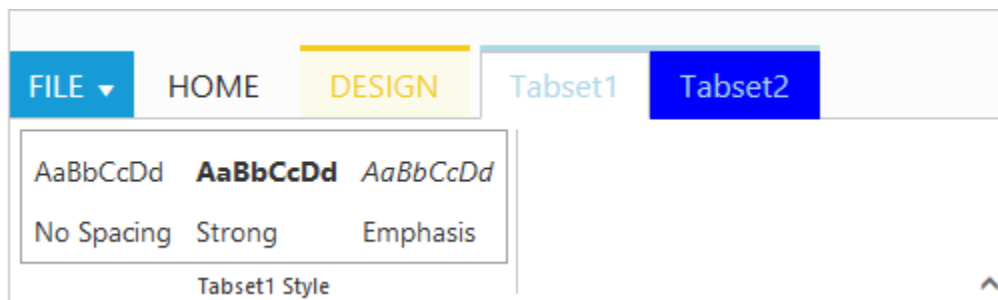 FILE HOME DESIGN Tabset1 Tabset2
AaBbCcDd AaBbCcDd AaBbCcDd
No Spacing Strong Emphasis
Tabset1 Style